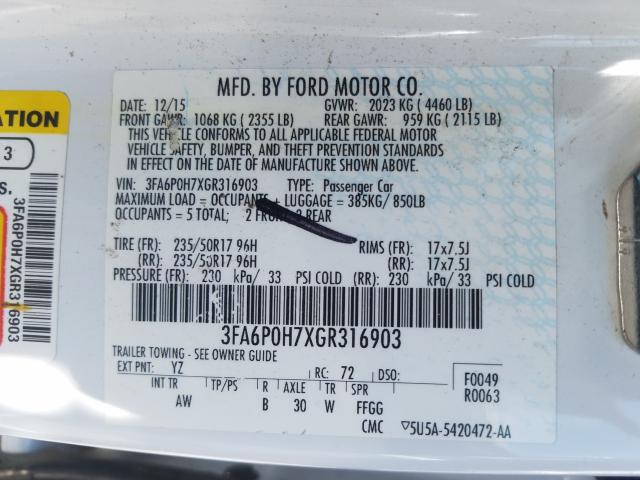 MFD. BY FORD MOTOR CO.
DATE: 12/15 GVWR: 2023 KG ( 4460 LB)
FRONT GAWR: 1068 KG ( 2355 LB) REAR GAWR: 959 KG ( 2115 LB)
THIS VEHICLE CONFORMS TO ALL APPLICABLE FEDERAL MOTOR
VEHICLE SAFETY, BUMPER, AND THEFT PREVENTION STANDARDS
IN EFFECT ON THE DATE OF MANUFACTURE SHOWN ABOVE.
VIN: 3FA6P0H7XGR316903 TYPE: Passenger Car
MAXIMUM LOAD = OCCUPANTS + LUGGAGE = 385KG/ 850LB
OCCUPANTS = 5 TOTAL; 2 FRONT 3 REAR
TIRE (FR): 235/50R17 96H RIMS (FR): 17x7.5J
(RR): 235/50R17 96H (RR): 17x7.5J
PRESSURE (FR): 230 kPa/ 33 PSI COLD (RR): 230 kPa/ 33 PSI COLD
3FA6P0H7XGR316903
TRAILER TOWING - SEE OWNER GUIDE
EXT PNT: YZ RC: 72 DSO: F0049
R0063
INT TR TP/PS R AXLE TR SPR
AW B 30 W FFGG
CMC 5U5A-5420472-AA
ATION
3
s.
3FA6P0H7XGR316903